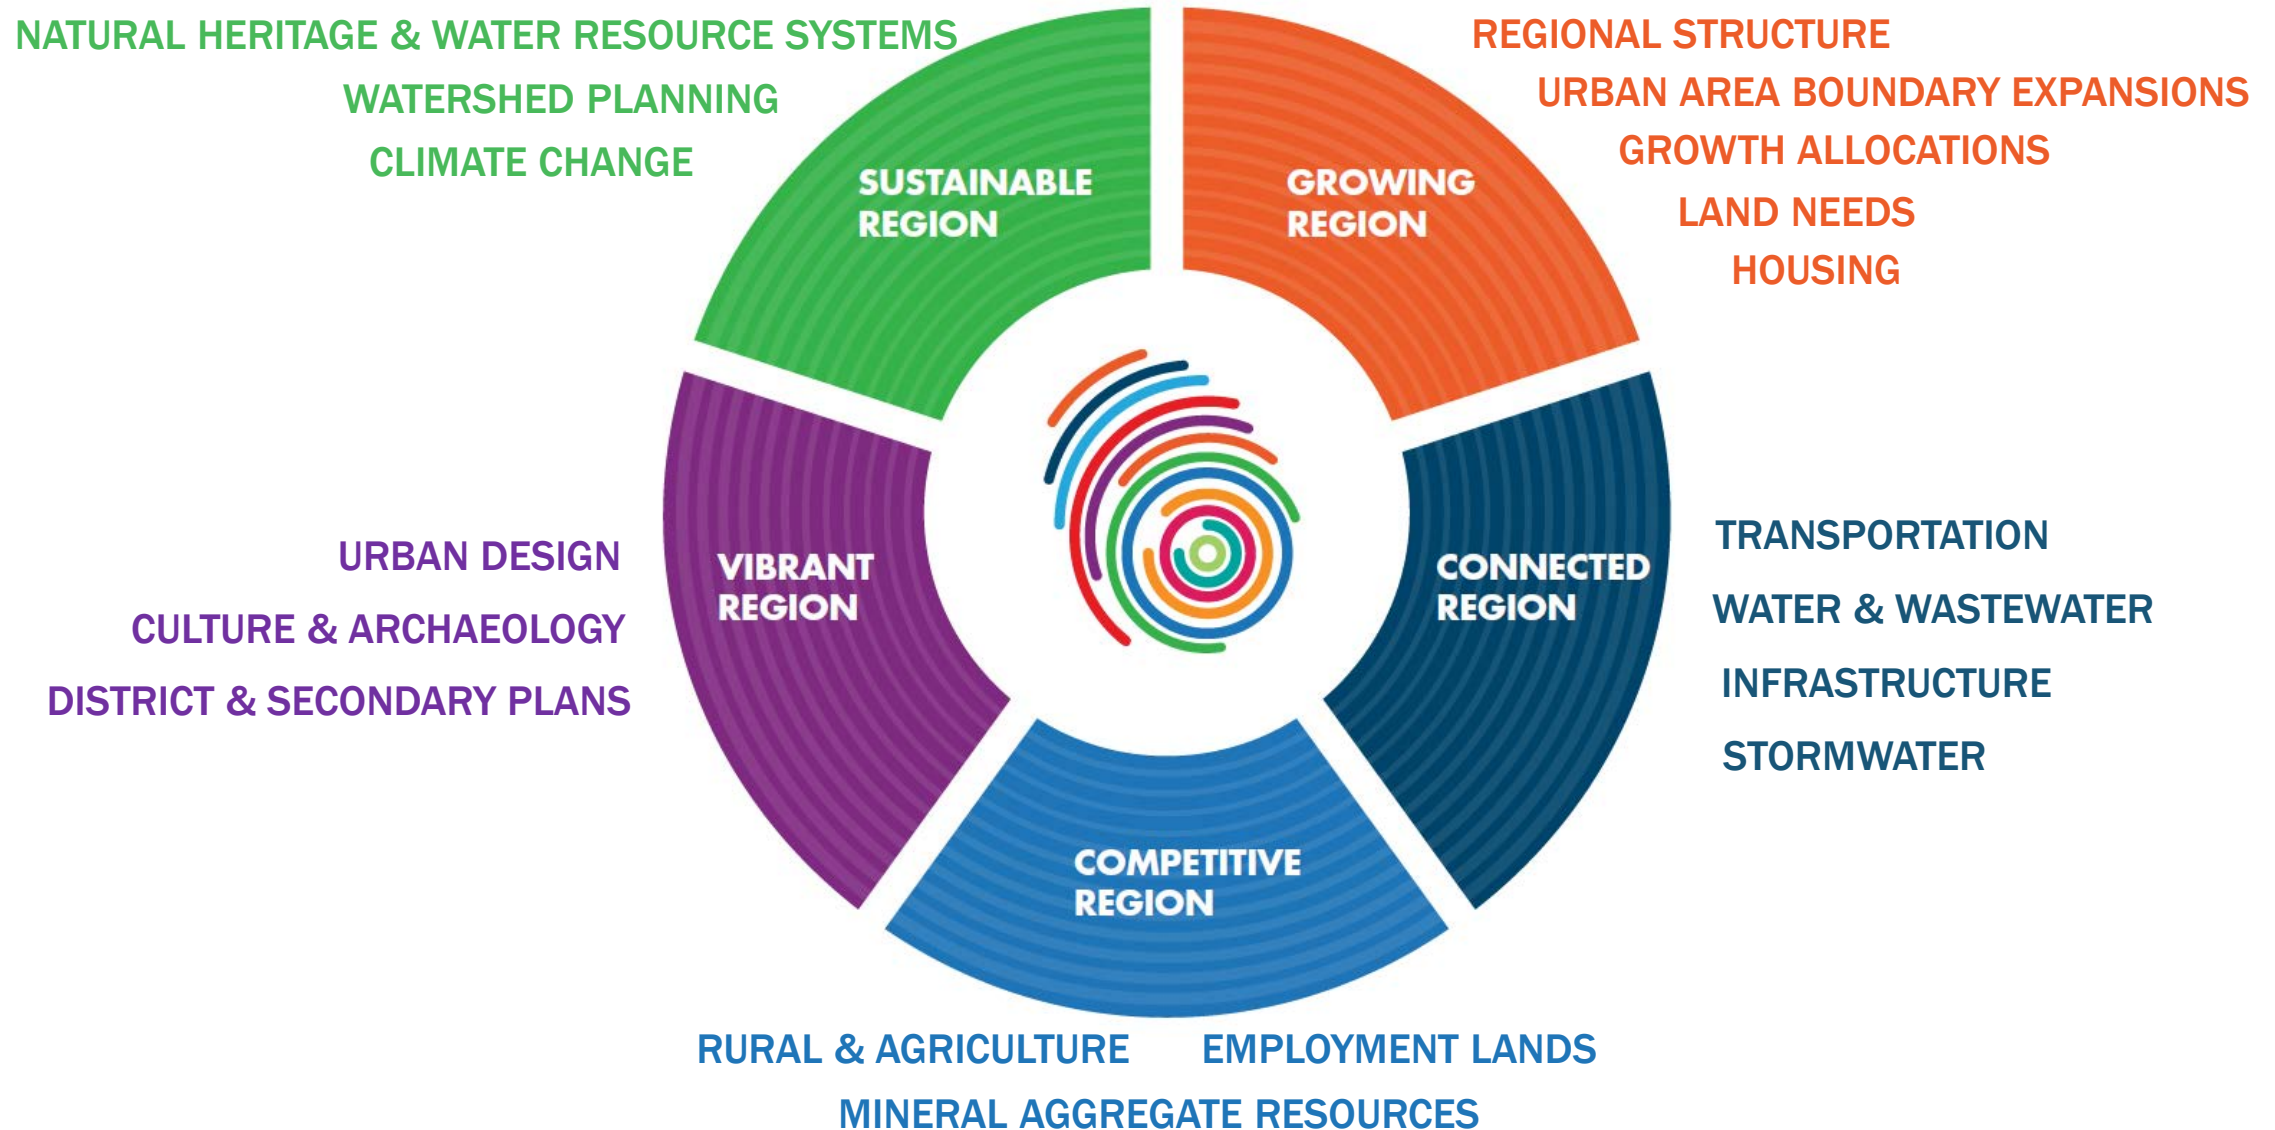 NATURAL HERITAGE & WATER RESOURCE SYSTEMS
WATERSHED PLANNING
CLIMATE CHANGE
SUSTAINABLE
REGION
REGIONAL STRUCTURE
URBAN AREA BOUNDARY EXPANSIONS
GROWTH ALLOCATIONS
LAND NEEDS
HOUSING
GROWING
REGION
URBAN DESIGN
CULTURE & ARCHAEOLOGY
DISTRICT & SECONDARY PLANS
VIBRANT
REGION
CONNECTED
REGION
TRANSPORTATION
WATER & WASTEWATER
INFRASTRUCTURE
STORMWATER
COMPETITIVE
REGION
RURAL & AGRICULTURE
EMPLOYMENT LANDS
MINERAL AGGREGATE RESOURCES